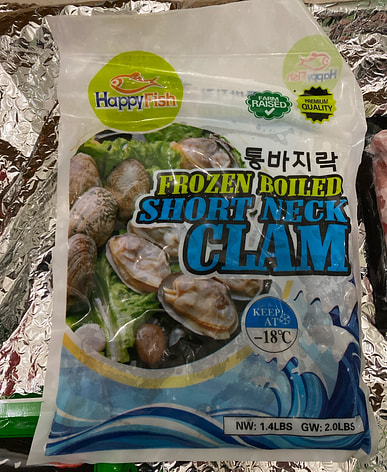 HappyFish
HappyFish
FARM
RAISED
PREMIUM
QUALITY
통바지락
FROZEN BOILED
SHORT NECK
CLAM
KEEP
AT
-18℃
NW: 1.4LBS GW: 2.0LBS